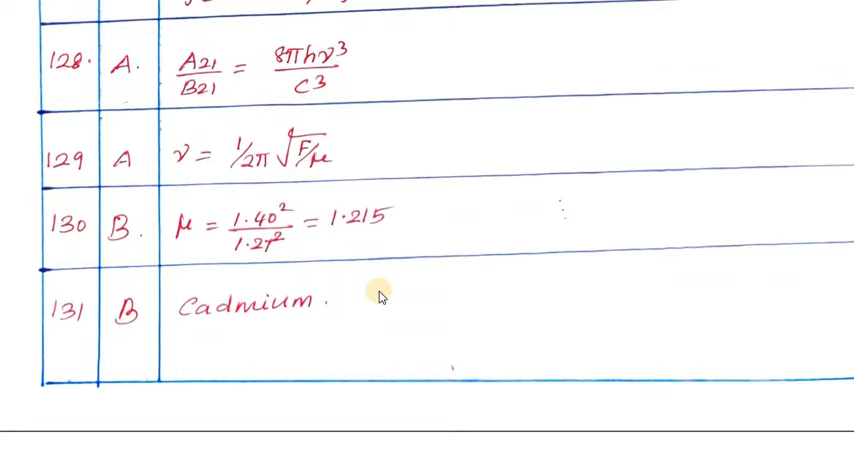 128. A. A21/B21 = 8πhν³/C³
129 A ν = 1/2π √F/μ
130 B. μ = 1.40²/1.27² = 1.215
131 B Cadmium.